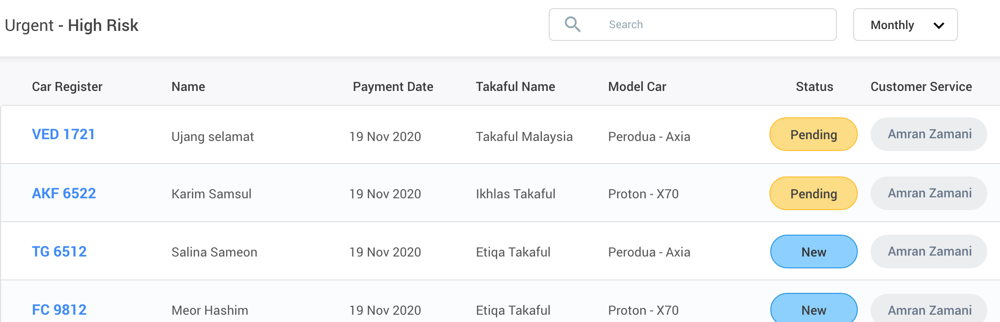 Urgent - High Risk
Search
Monthly
Car Register Name Payment Date Takaful Name Model Car Status Customer Service
VED 1721 Ujang selamat 19 Nov 2020 Takaful Malaysia Perodua - Axia Pending Amran Zamani
AKF 6522 Karim Samsul 19 Nov 2020 Ikhlas Takaful Proton - X70 Pending Amran Zamani
TG 6512 Salina Sameon 19 Nov 2020 Etiqa Takaful Perodua - Axia New Amran Zamani
FC 9812 Meor Hashim 19 Nov 2020 Etiqa Takaful Proton - X70 New Amran Zamani